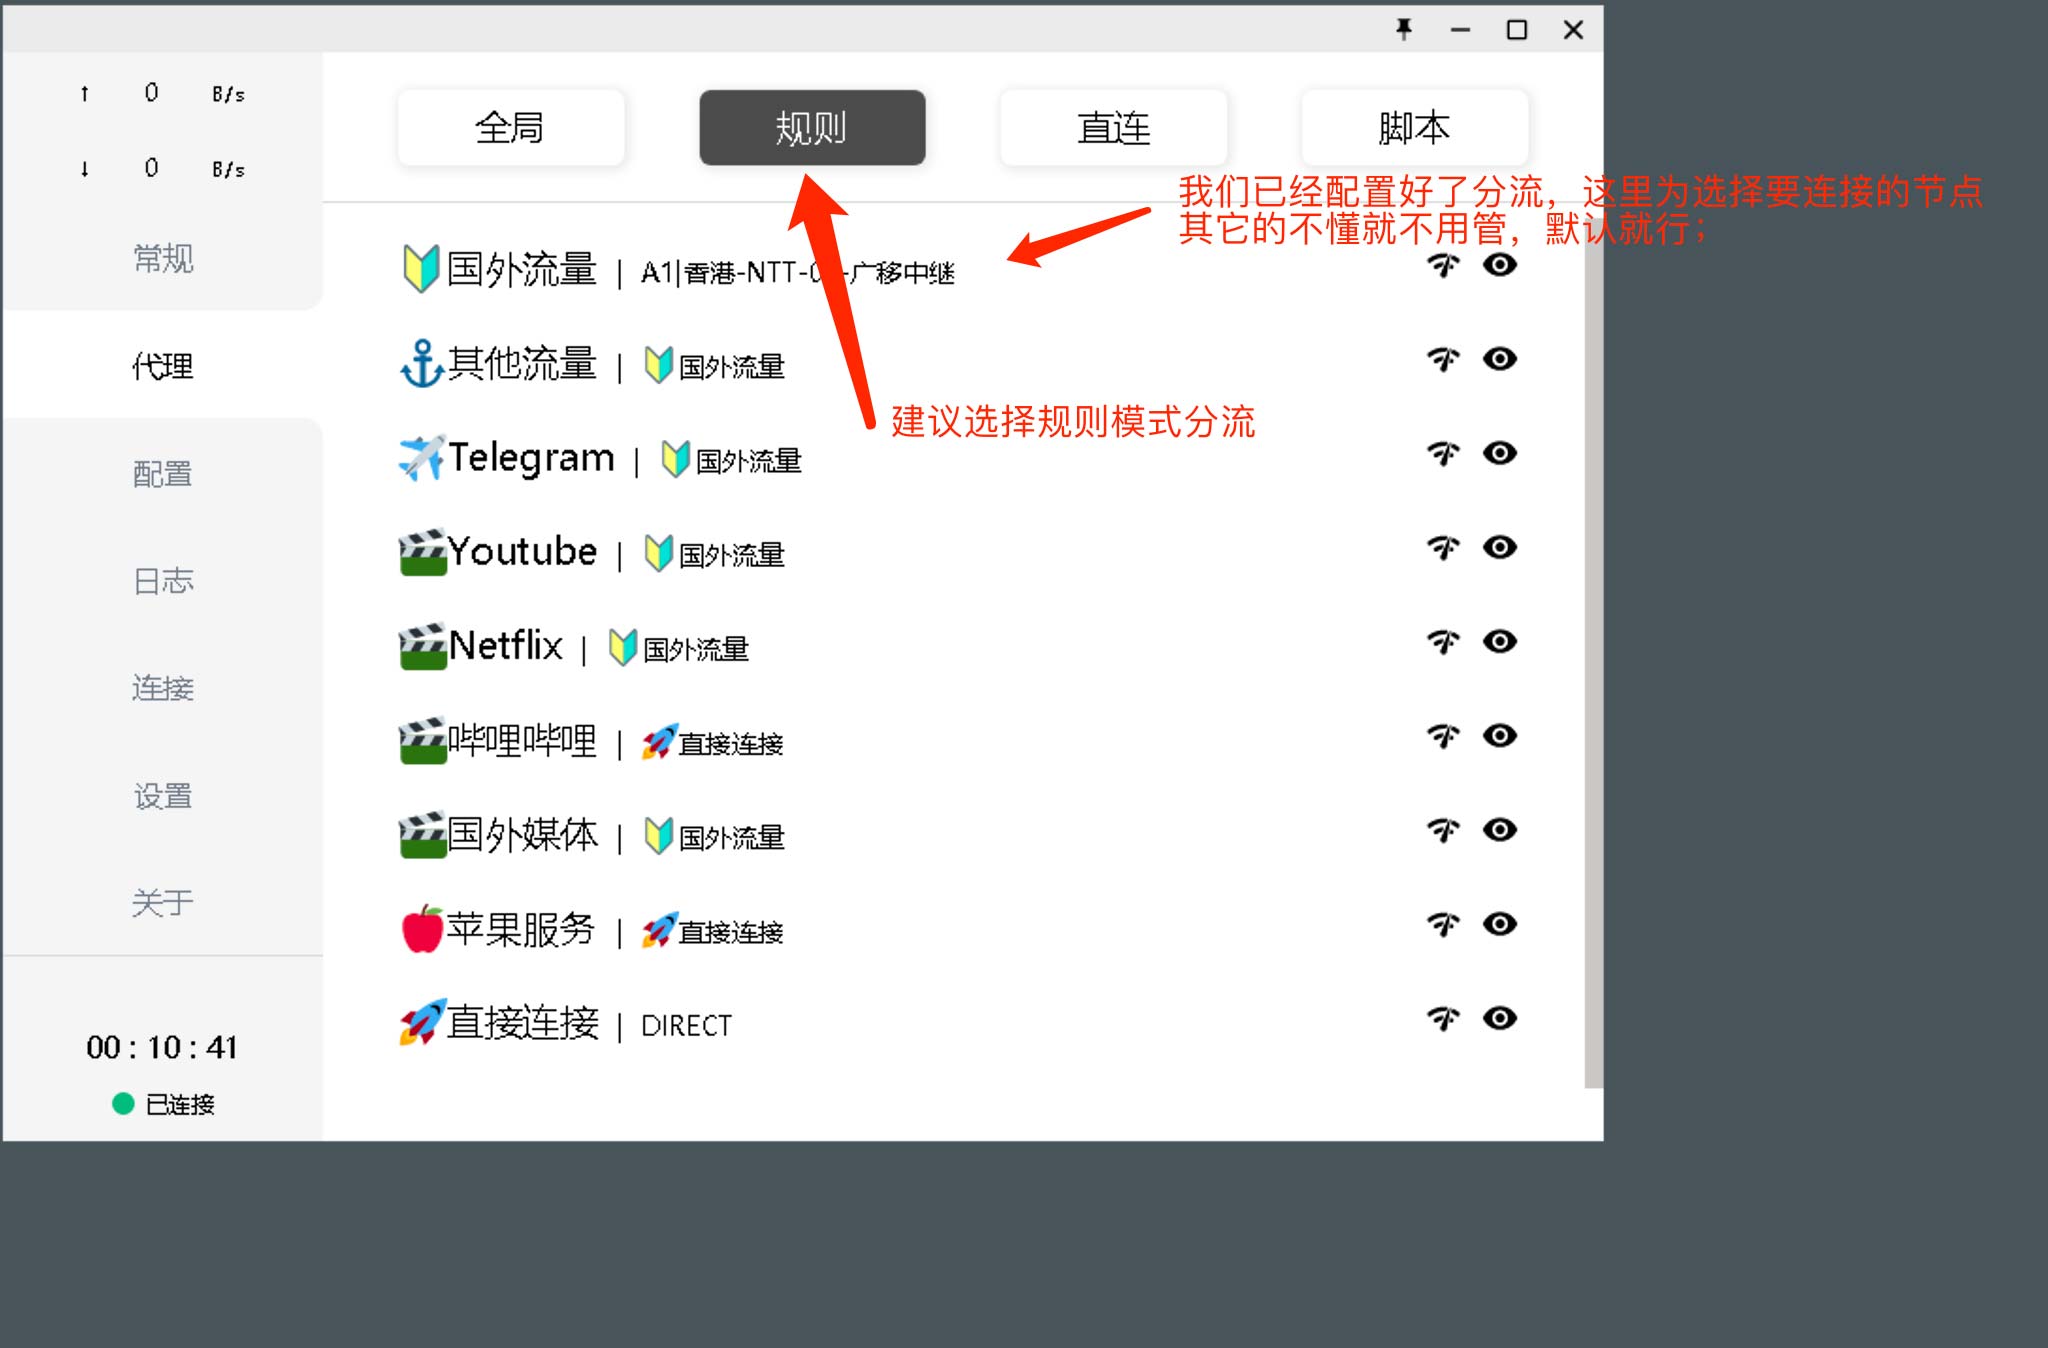 ↑ 0 B/s
↓ 0 B/s
常规
代理
配置
日志
连接
设置
关于
00 : 10 : 41
已连接
全局
规则
直连
脚本
我们已经配置好了分流，这里为选择要连接的节点
其它的不懂就不用管，默认就行；
国外流量 | A1|香港-NTT-0 -广移中继
其他流量 | 国外流量
建议选择规则模式分流
Telegram | 国外流量
Youtube | 国外流量
Netflix | 国外流量
哔哩哔哩 | 直接连接
国外媒体 | 国外流量
苹果服务 | 直接连接
直接连接 | DIRECT